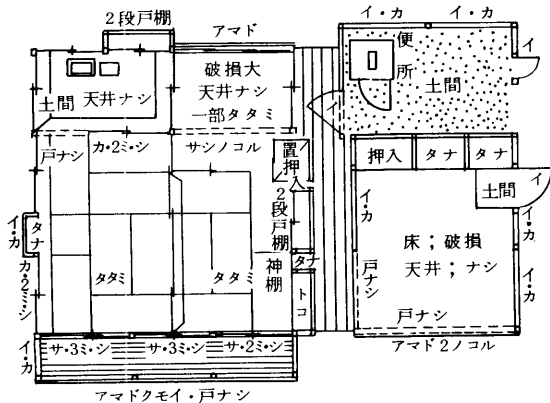 2段戸棚
アマド
イ・カ
イ・カ
便
所
イ
土間
天井ナシ
破損大
天井ナシ
一部タタミ
土間
イ
戸ナシ
カ・2ミ・シ
サシノコル
置押入
押入
タナ
タナ
土間
イ
イ・カ
タナ
カ・2ミ・シ
タタミ
タタミ
2段戸棚
神棚
タナ
トコ
イ・カ
戸ナシ
床；破損
天井；ナシ
イ・カ
イ・カ
戸ナシ
イ・カ
サ・3ミ・シ
サ・3ミ・シ
サ・2ミ・シ
アマド2ノコル
アマドクモイ・戸ナシ